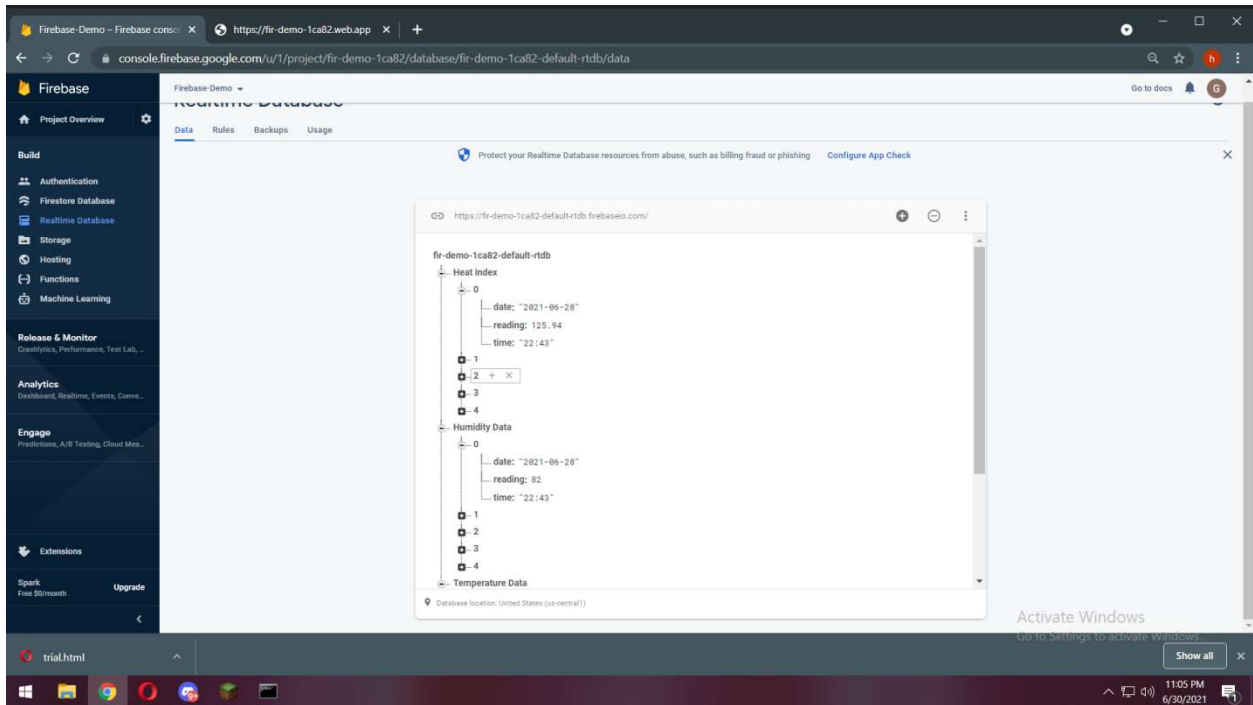 Firebase-Demo – Firebase conso
https://fir-demo-1ca82.web.app
console.firebase.google.com/u/1/project/fir-demo-1ca82/database/fir-demo-1ca82-default-rtdb/data
h
Firebase
Firebase-Demo
Go to docs
G
Realtime Database
Project Overview
Data Rules Backups Usage
Build
Protect your Realtime Database resources from abuse, such as billing fraud or phishing Configure App Check
Authentication
Firestore Database
Realtime Database
Storage
Hosting
Functions
Machine Learning
Release & Monitor
Crashlytics, Performance, Test Lab, ...
Analytics
Dashboard, Realtime, Events, Conve...
Engage
Predictions, A/B Testing, Cloud Mes...
Extensions
Spark
Free $0/month
Upgrade
https://fir-demo-1ca82-default-rtdb.firebaseio.com/
fir-demo-1ca82-default-rtdb
Heat index
0
date: "2021-06-28"
reading: 125.94
time: "22:43"
1
2
3
4
Humidity Data
0
date: "2021-06-28"
reading: 82
time: "22:43"
1
2
3
4
Temperature Data
Database location: United States (us-central1)
Activate Windows
Go to Settings to activate Windows.
trial.html
Show all
11:05 PM
6/30/2021
1